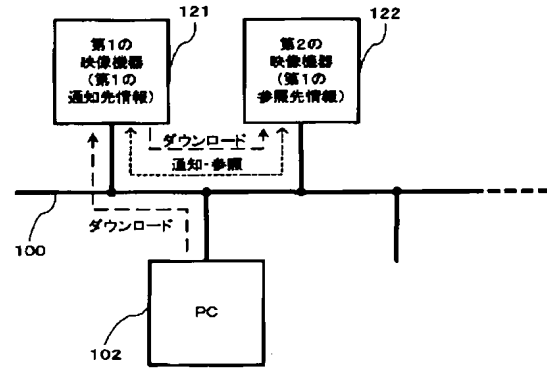 121
122
第1の
映像機器
(第1の
通知先情報)
第2の
映像機器
(第1の
参照先情報)
ダウンロード
通知・参照
ダウンロード
100
PC
102